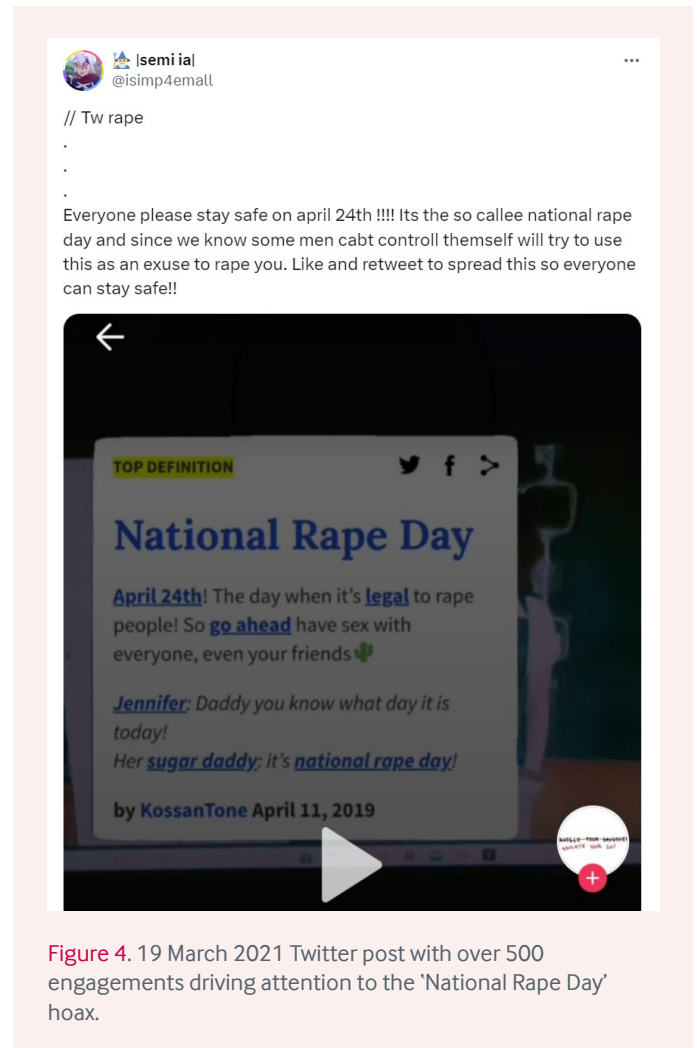 |semi ia|
@isimp4emall
// Tw rape
.
.
.
Everyone please stay safe on april 24th !!!! Its the so callee national rape
day and since we know some men cabt controll themself will try to use
this as an exuse to rape you. Like and retweet to spread this so everyone
can stay safe!!
TOP DEFINITION
National Rape Day
April 24th! The day when it's legal to rape
people! So go ahead have sex with
everyone, even your friends
Jennifer: Daddy you know what day it is
today!
Her sugar daddy: it's national rape day!
by KossanTone April 11, 2019
Figure 4. 19 March 2021 Twitter post with over 500
engagements driving attention to the ‘National Rape Day’
hoax.